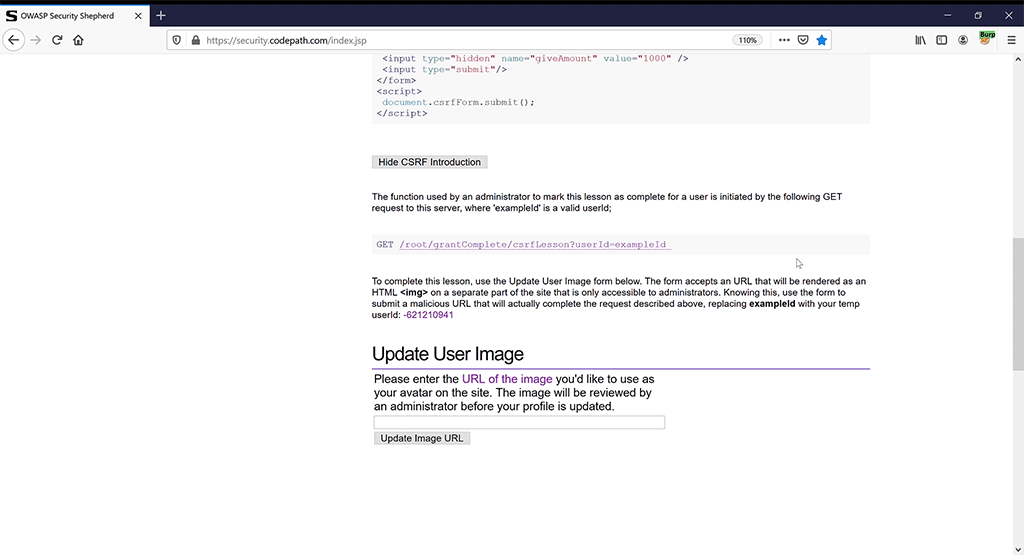 OWASP Security Shepherd
https://security.codepath.com/index.jsp
110%
Burp
<input type="hidden" name="giveAmount" value="1000" />
<input type="submit"/>
</form>
<script>
document.csrfForm.submit();
</script>
Hide CSRF Introduction
The function used by an administrator to mark this lesson as complete for a user is initiated by the following GET
request to this server, where 'exampleId' is a valid userId;
GET /root/grantComplete/csrfLesson?userId=exampleId
To complete this lesson, use the Update User Image form below. The form accepts an URL that will be rendered as an
HTML <img> on a separate part of the site that is only accessible to administrators. Knowing this, use the form to
submit a malicious URL that will actually complete the request described above, replacing exampleId with your temp
userId: -621210941
Update User Image
Please enter the URL of the image you'd like to use as
your avatar on the site. The image will be reviewed by
an administrator before your profile is updated.
Update Image URL